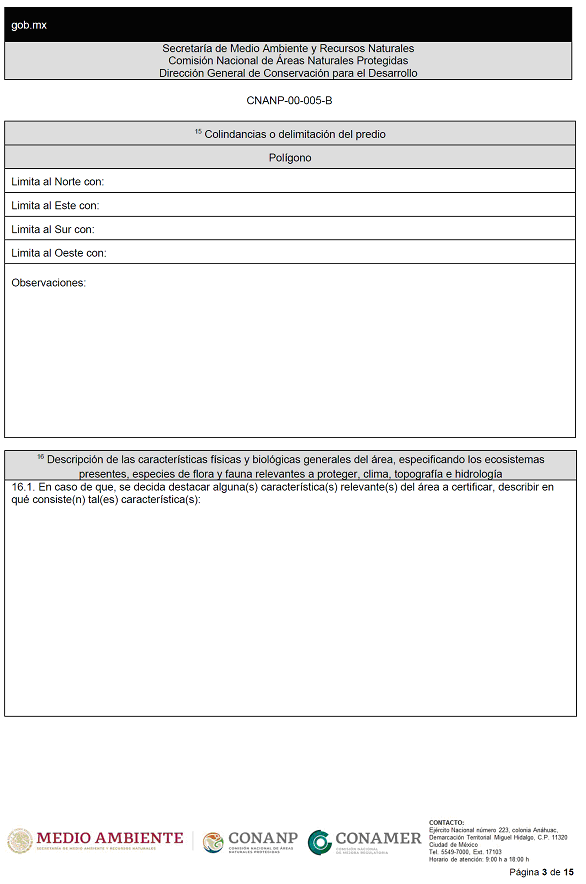 gob.mx
Secretaría de Medio Ambiente y Recursos Naturales
Comisión Nacional de Áreas Naturales Protegidas
Dirección General de Conservación para el Desarrollo
CNANP-00-005-B
15 Colindancias o delimitación del predio
Polígono
Limita al Norte con:
Limita al Este con:
Limita al Sur con:
Limita al Oeste con:
Observaciones:
16 Descripción de las características físicas y biológicas generales del área, especificando los ecosistemas
presentes, especies de flora y fauna relevantes a proteger, clima, topografía e hidrología
16.1. En caso de que, se decida destacar alguna(s) característica(s) relevante(s) del área a certificar, describir en
qué consiste(n) tal(es) característica(s):
MEDIO AMBIENTE
SECRETARÍA DE MEDIO AMBIENTE Y RECURSOS NATURALES
CONANP
COMISIÓN NACIONAL DE ÁREAS
NATURALES PROTEGIDAS
CONAMER
COMISIÓN NACIONAL
DE MEJORA REGULATORIA
CONTACTO:
Ejército Nacional número 223, colonia Anáhuac,
Demarcación Territorial Miguel Hidalgo, C.P. 11320
Ciudad de México
Tel. 5549-7000, Ext. 17103
Horario de atención: 9:00 h a 18:00 h
Página 3 de 15